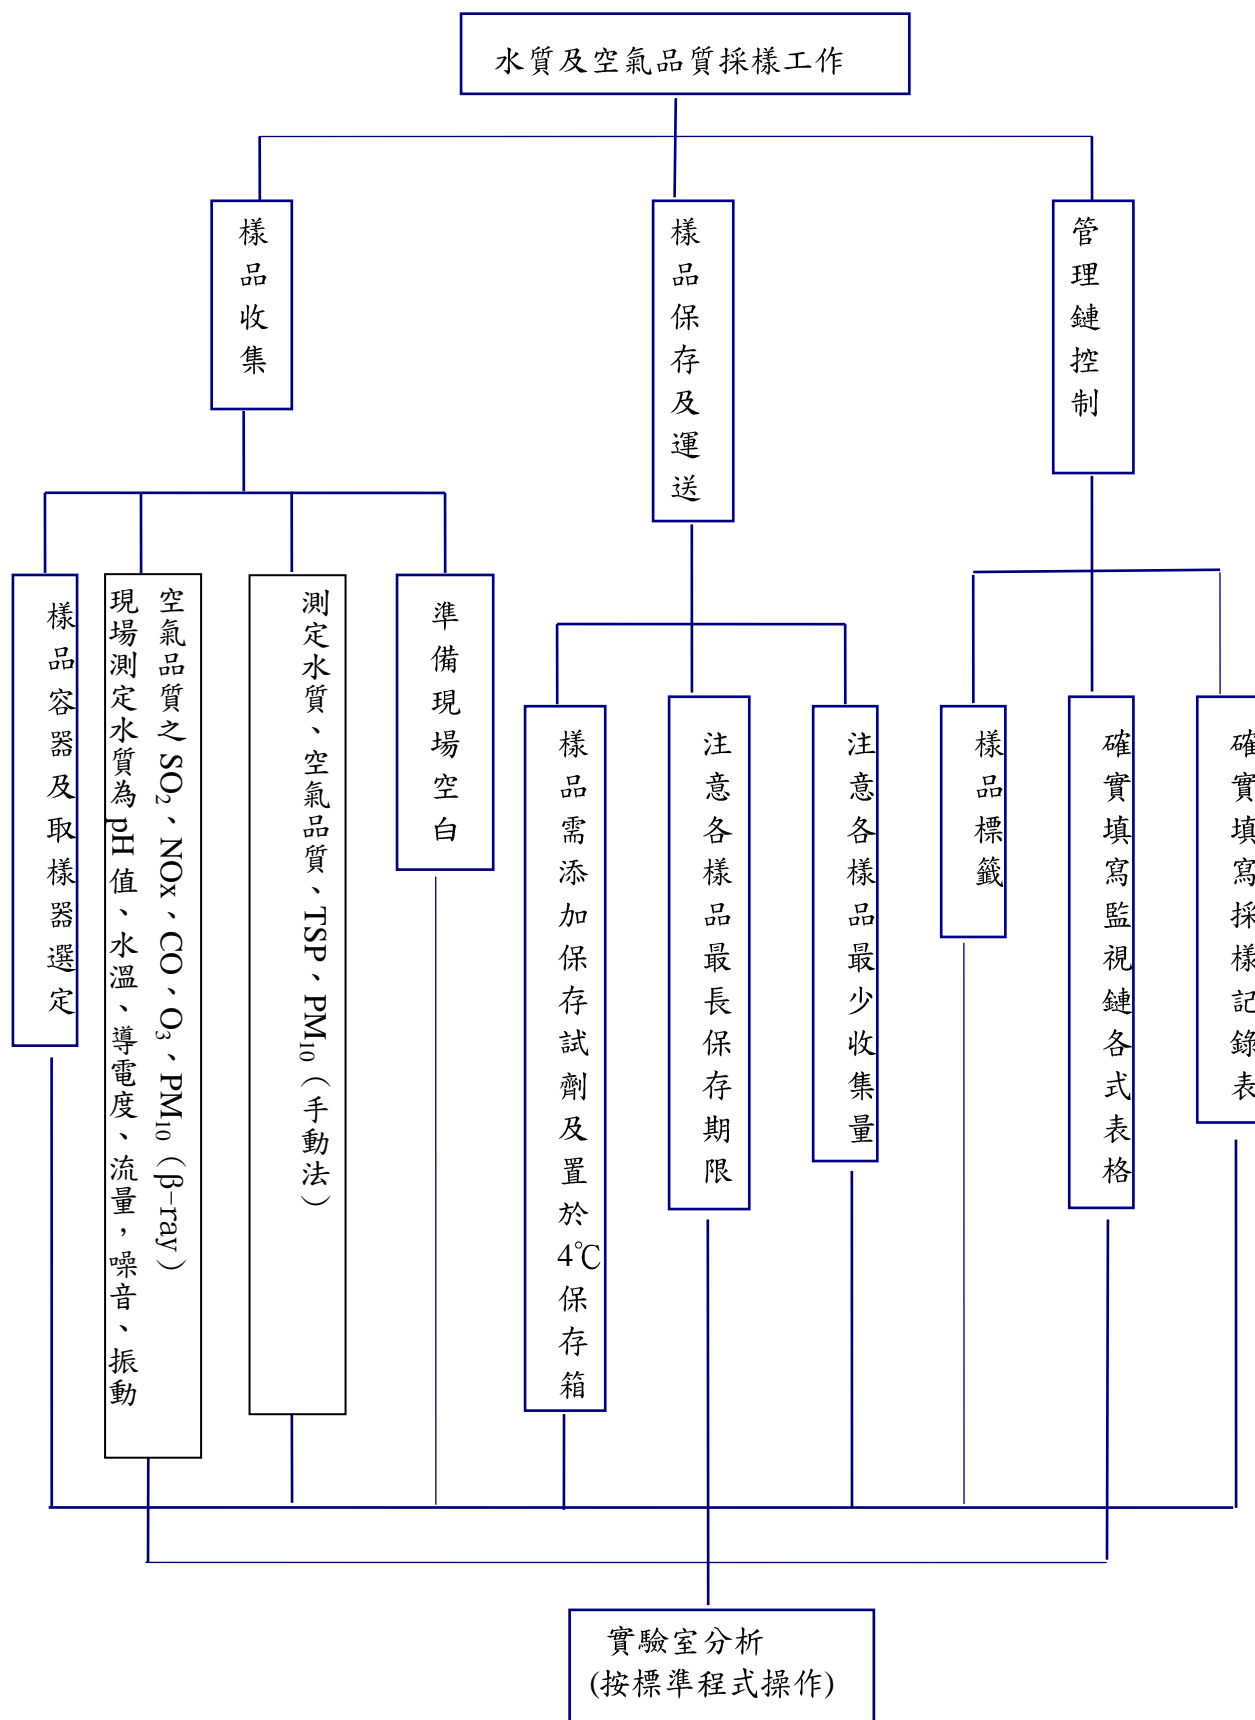 水質及空氣品質採樣工作
樣品收集
樣品保存及運送
管理鏈控制
樣品容器及取樣器選定
空氣品質之 SO₂、NOx、CO、O₃、PM₁₀（β-ray）
現場測定水質為 pH 值、水溫、導電度、流量，噪音、振動
測定水質、空氣品質、TSP、PM₁₀（手動法）
準備現場空白
樣品需添加保存試劑及置於4℃保存箱
注意各樣品最長保存期限
注意各樣品最少收集量
樣品標籤
確實填寫監視鏈各式表格
確實填寫採樣記錄表
實驗室分析
(按標準程式操作)